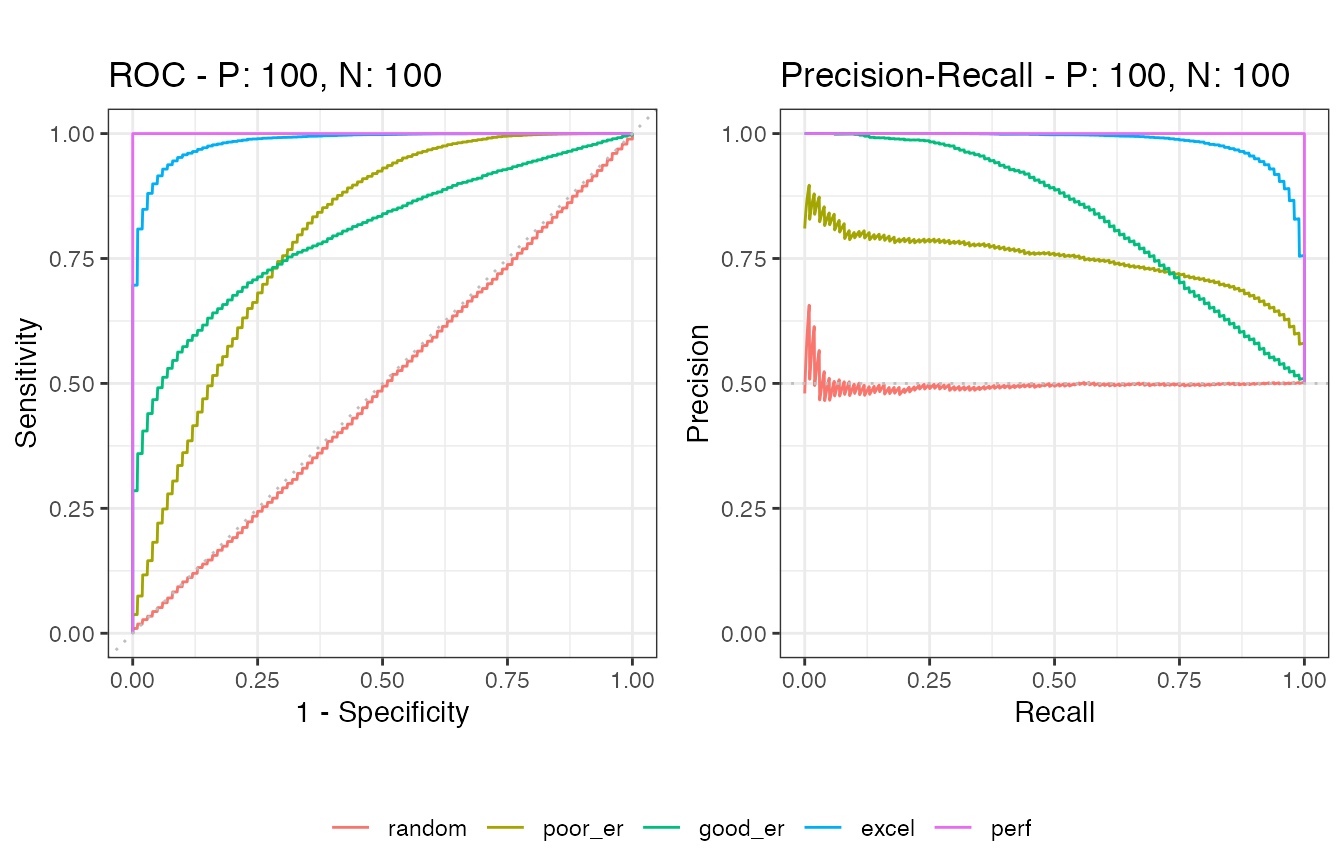 ROC - P: 100, N: 100
Sensitivity
1.00
0.75
0.50
0.25
0.00
0.00 0.25 0.50 0.75 1.00
1 - Specificity
Precision-Recall - P: 100, N: 100
Precision
1.00
0.75
0.50
0.25
0.00
0.00 0.25 0.50 0.75 1.00
Recall
random poor_er good_er excel perf